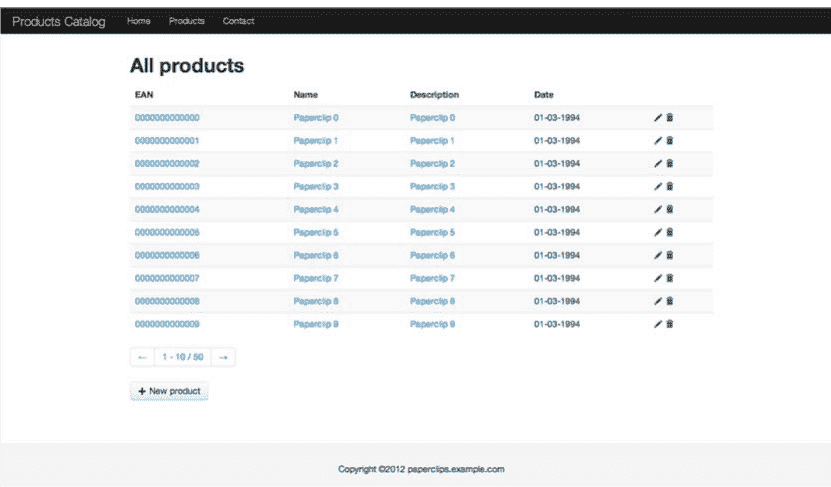 Products Catalog Home Products Contact
All products
EAN Name Description Date
0000000000000 Paperclip 0 Paperclip 0 01-03-1994
0000000000001 Paperclip 1 Paperclip 1 01-03-1994
0000000000002 Paperclip 2 Paperclip 2 01-03-1994
0000000000003 Paperclip 3 Paperclip 3 01-03-1994
0000000000004 Paperclip 4 Paperclip 4 01-03-1994
0000000000005 Paperclip 5 Paperclip 5 01-03-1994
0000000000006 Paperclip 6 Paperclip 6 01-03-1994
0000000000007 Paperclip 7 Paperclip 7 01-03-1994
0000000000008 Paperclip 8 Paperclip 8 01-03-1994
0000000000009 Paperclip 9 Paperclip 9 01-03-1994
← 1 - 10 / 50 →
+ New product
Copyright ©2012 paperclips.example.com